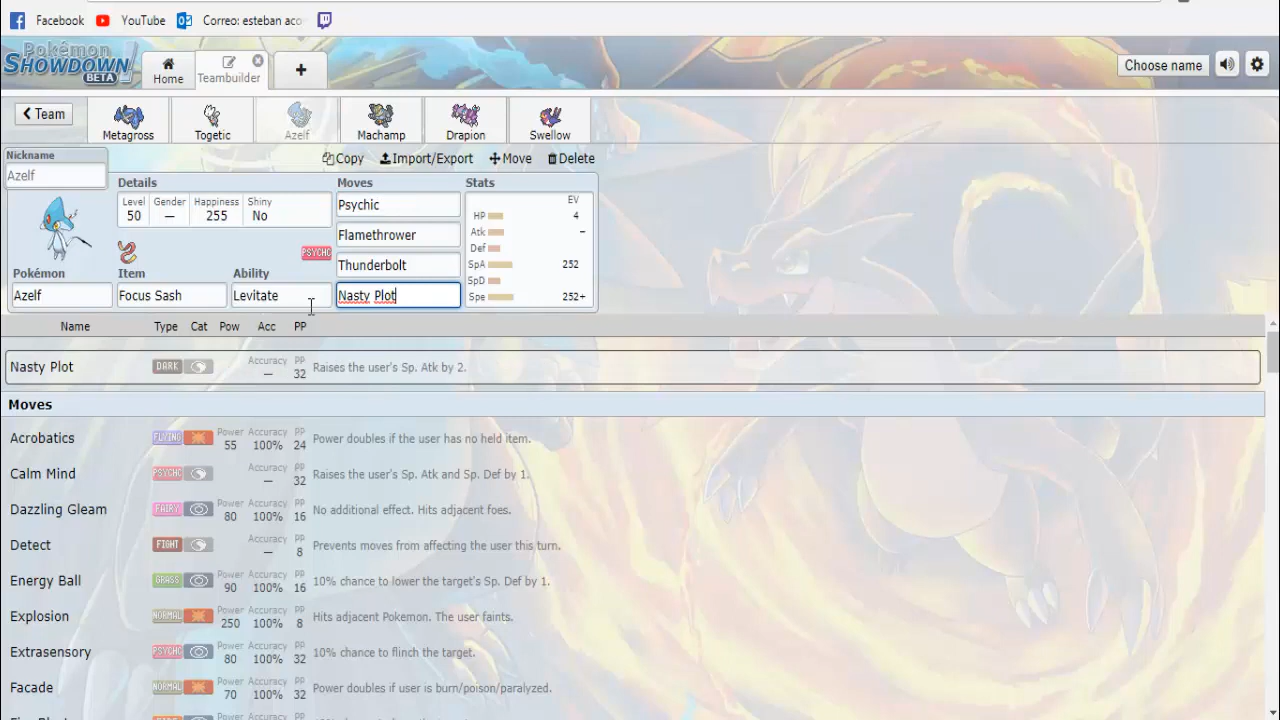 Facebook YouTube Correo: esteban aco
Pokémon
SHOWDOWN
BETA
Home Teambuilder Choose name
Team Metagross Togetic Azelf Machamp Drapion Swellow
Nickname Copy Import/Export Move Delete
Azelf
Details Moves Stats
Level Gender Happiness Shiny
50 — 255 No
Psychic
Flamethrower
Thunderbolt
Nasty Plot
EV
HP 4
Atk –
Def
SpA 252
SpD
Spe 252+
PSYCHC
Pokémon Item Ability
Azelf Focus Sash Levitate
Name Type Cat Pow Acc PP
Nasty Plot DARK Accuracy — PP 32 Raises the user's Sp. Atk by 2.
Moves
Acrobatics FLYING Power 55 Accuracy 100% PP 24 Power doubles if the user has no held item.
Calm Mind PSYCHC Accuracy — PP 32 Raises the user's Sp. Atk and Sp. Def by 1.
Dazzling Gleam FAIRY Power 80 Accuracy 100% PP 16 No additional effect. Hits adjacent foes.
Detect FIGHT Accuracy — PP 8 Prevents moves from affecting the user this turn.
Energy Ball GRASS Power 90 Accuracy 100% PP 16 10% chance to lower the target's Sp. Def by 1.
Explosion NORMAL Power 250 Accuracy 100% PP 8 Hits adjacent Pokemon. The user faints.
Extrasensory PSYCHC Power 80 Accuracy 100% PP 32 10% chance to flinch the target.
Facade NORMAL Power 70 Accuracy 100% PP 32 Power doubles if user is burn/poison/paralyzed.